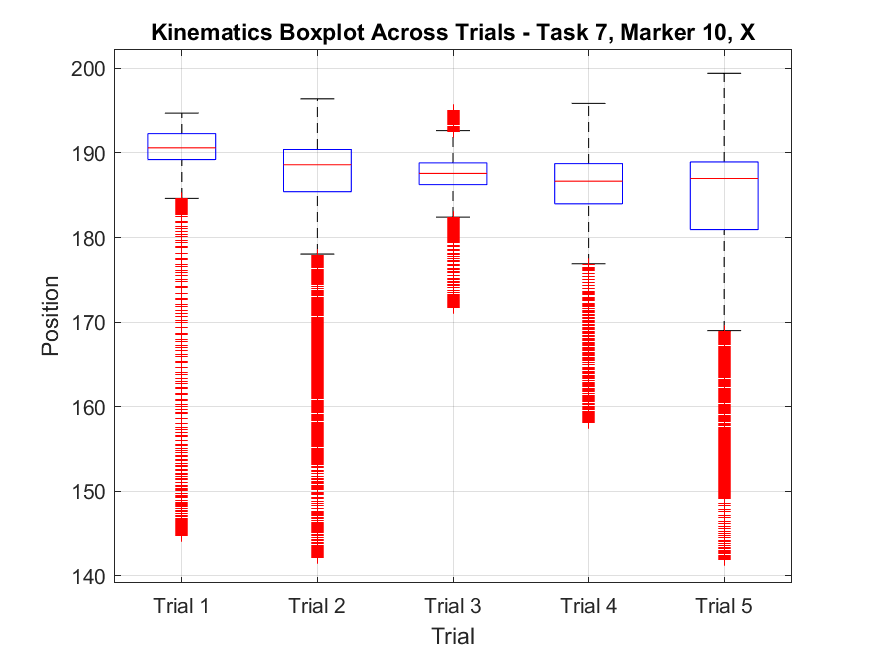 Kinematics Boxplot Across Trials - Task 7, Marker 10, X
200
190
180
170
160
150
140
Position
Trial 1 Trial 2 Trial 3 Trial 4 Trial 5
Trial